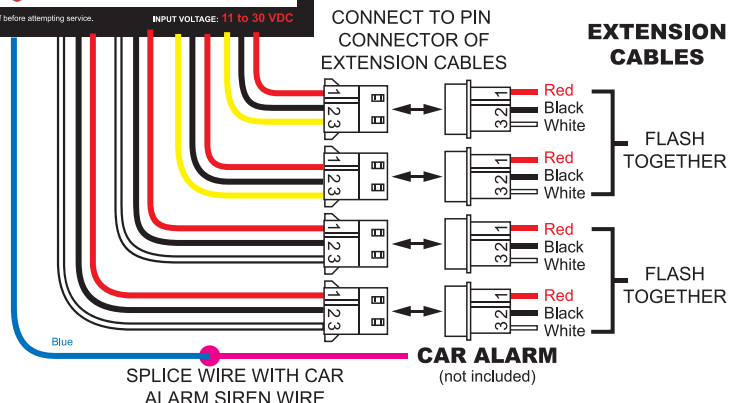 f before attempting service.
INPUT VOLTAGE: 11 to 30 VDC
CONNECT TO PIN
CONNECTOR OF
EXTENSION CABLES
EXTENSION
CABLES
1
2
3
1
2
3
Red
Black
White
1
2
3
1
2
3
Red
Black
White
FLASH
TOGETHER
1
2
3
1
2
3
Red
Black
White
1
2
3
1
2
3
Red
Black
White
FLASH
TOGETHER
Blue
CAR ALARM
(not included)
SPLICE WIRE WITH CAR
ALARM SIREN WIRE